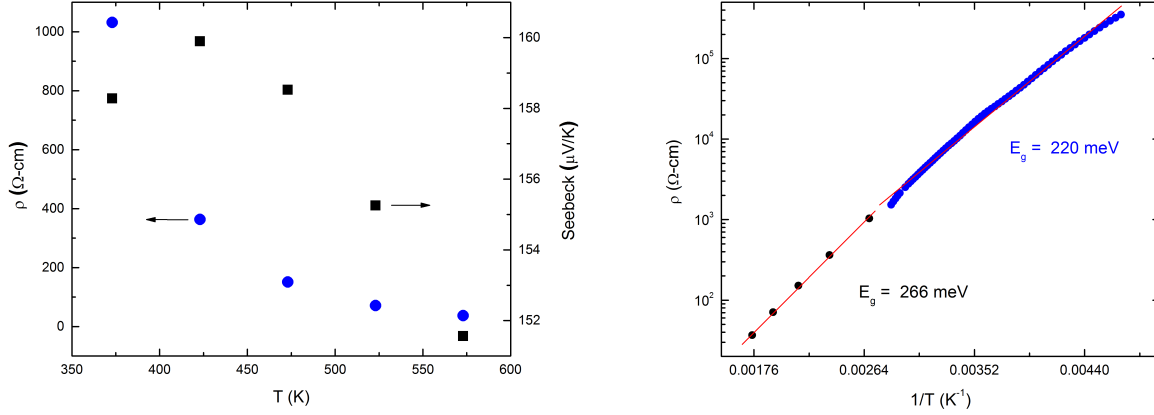 1000
800
600
400
200
0
350 400 450 500 550 600
T (K)
ρ (Ω-cm)
160
158
156
154
152
Seebeck (μV/K)
10^5
10^4
10^3
10^2
ρ (Ω-cm)
E_g = 220 meV
E_g = 266 meV
0.00176 0.00264 0.00352 0.00440
1/T (K^-1)